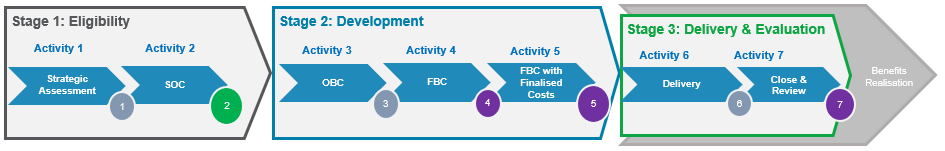 Stage 1: Eligibility
Activity 1
Activity 2
Strategic
Assessment
1
SOC
2
Stage 2: Development
Activity 3
Activity 4
Activity 5
OBC
3
FBC
4
FBC with
Finalised
Costs
5
Stage 3: Delivery & Evaluation
Activity 6
Activity 7
Delivery
6
Close &
Review
7
Benefits
Realisation